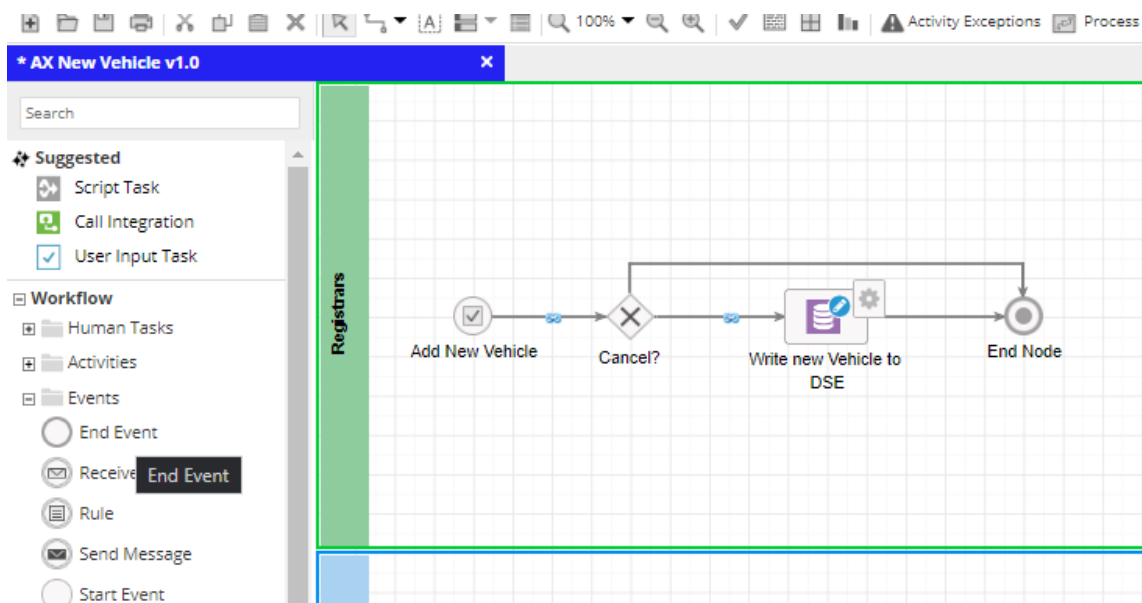 100%
Activity Exceptions
Process
* AX New Vehicle v1.0
Search
Suggested
Script Task
Call Integration
User Input Task
Workflow
Human Tasks
Activities
Events
End Event
Receive
End Event
Rule
Send Message
Start Event
Registrars
Add New Vehicle
Cancel?
Write new Vehicle to
DSE
End Node